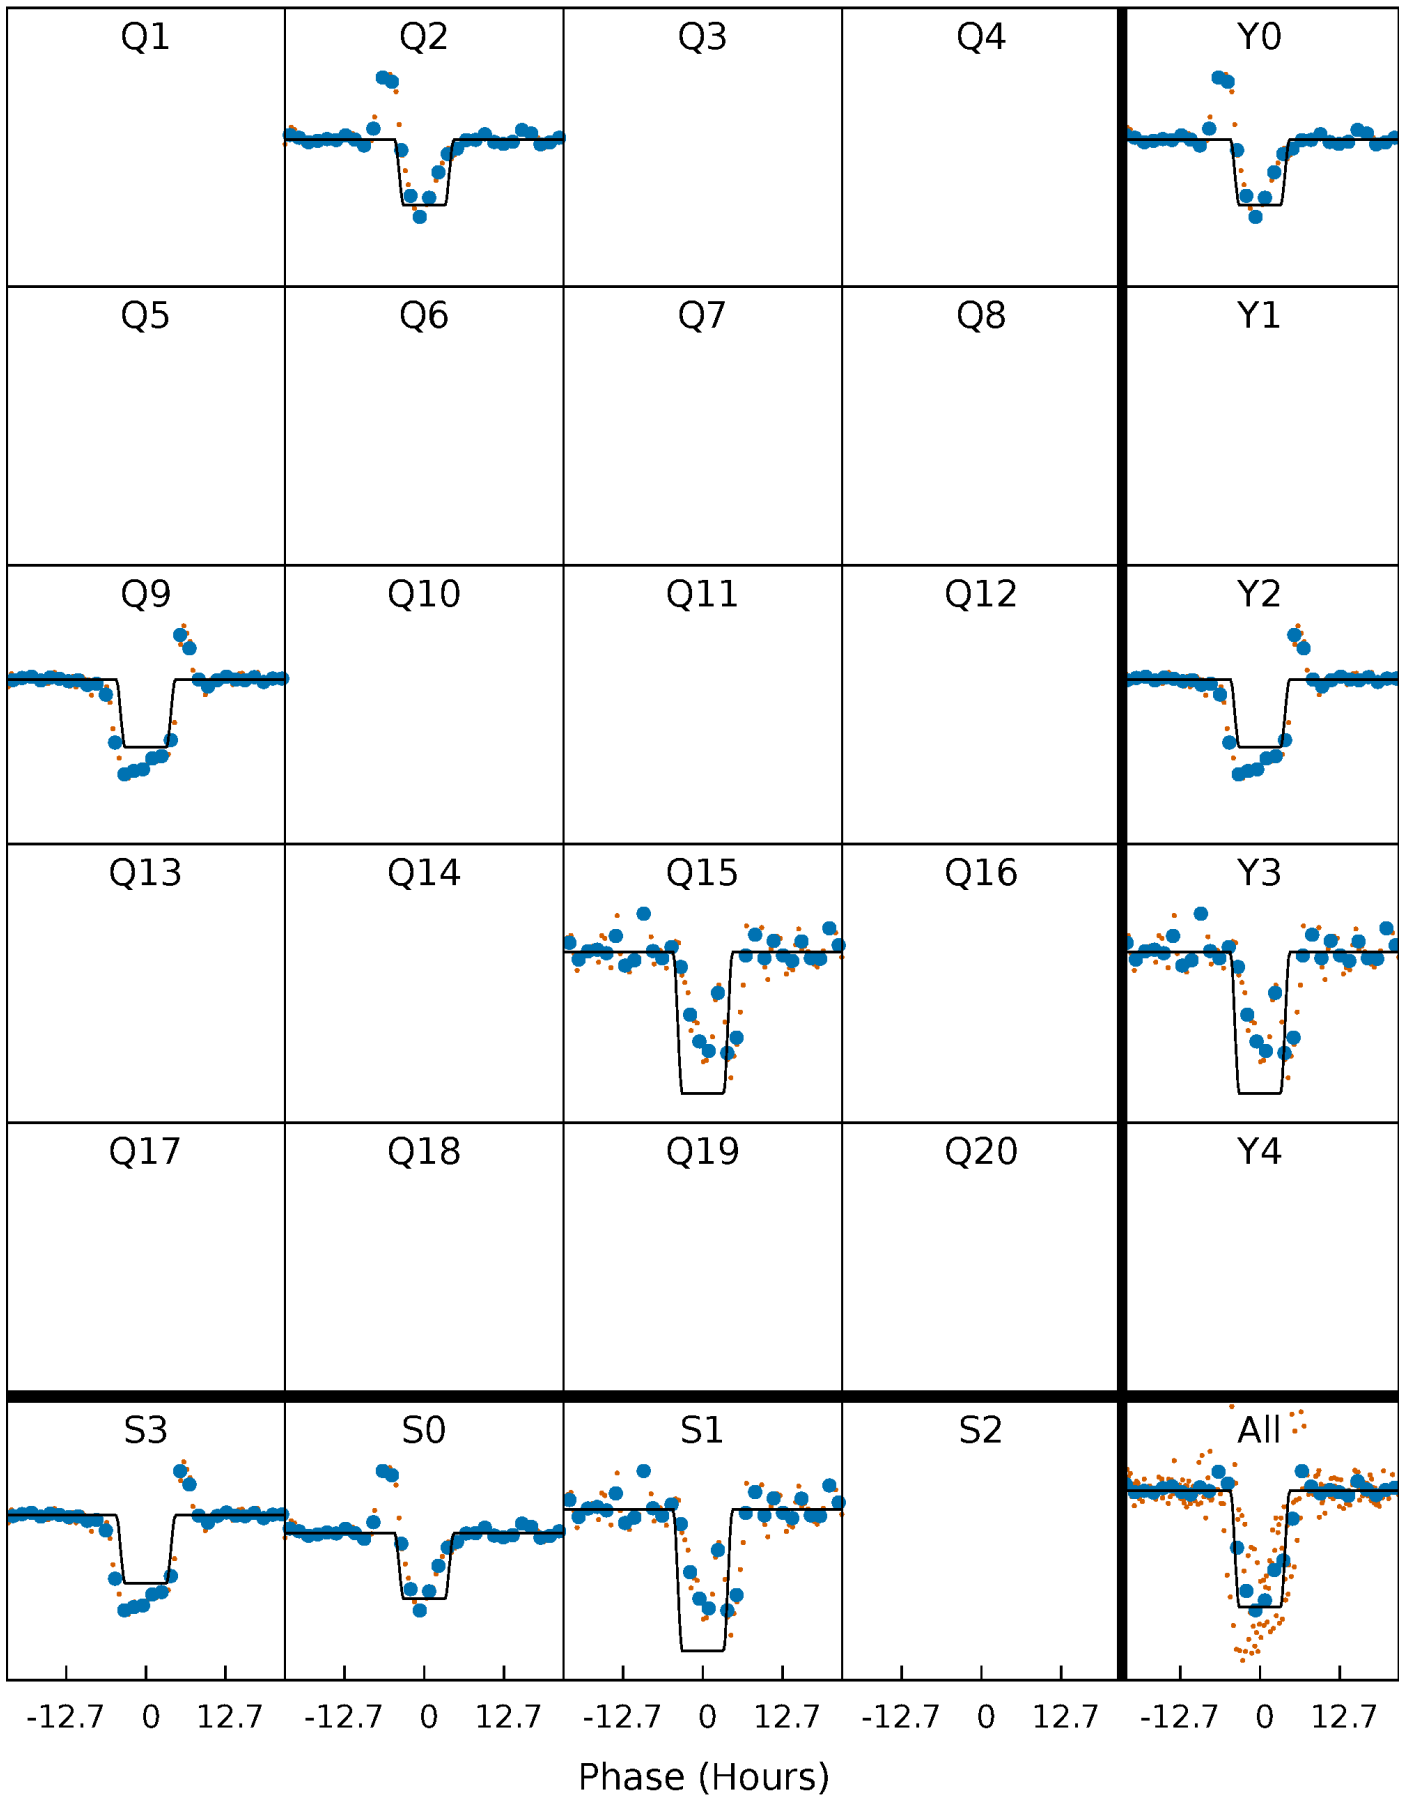 Q1 Q2 Q3 Q4 Y0
Q5 Q6 Q7 Q8 Y1
Q9 Q10 Q11 Q12 Y2
Q13 Q14 Q15 Q16 Y3
Q17 Q18 Q19 Q20 Y4
S3 S0 S1 S2 All
-12.7 0 12.7 -12.7 0 12.7 -12.7 0 12.7 -12.7 0 12.7 -12.7 0 12.7
Phase (Hours)